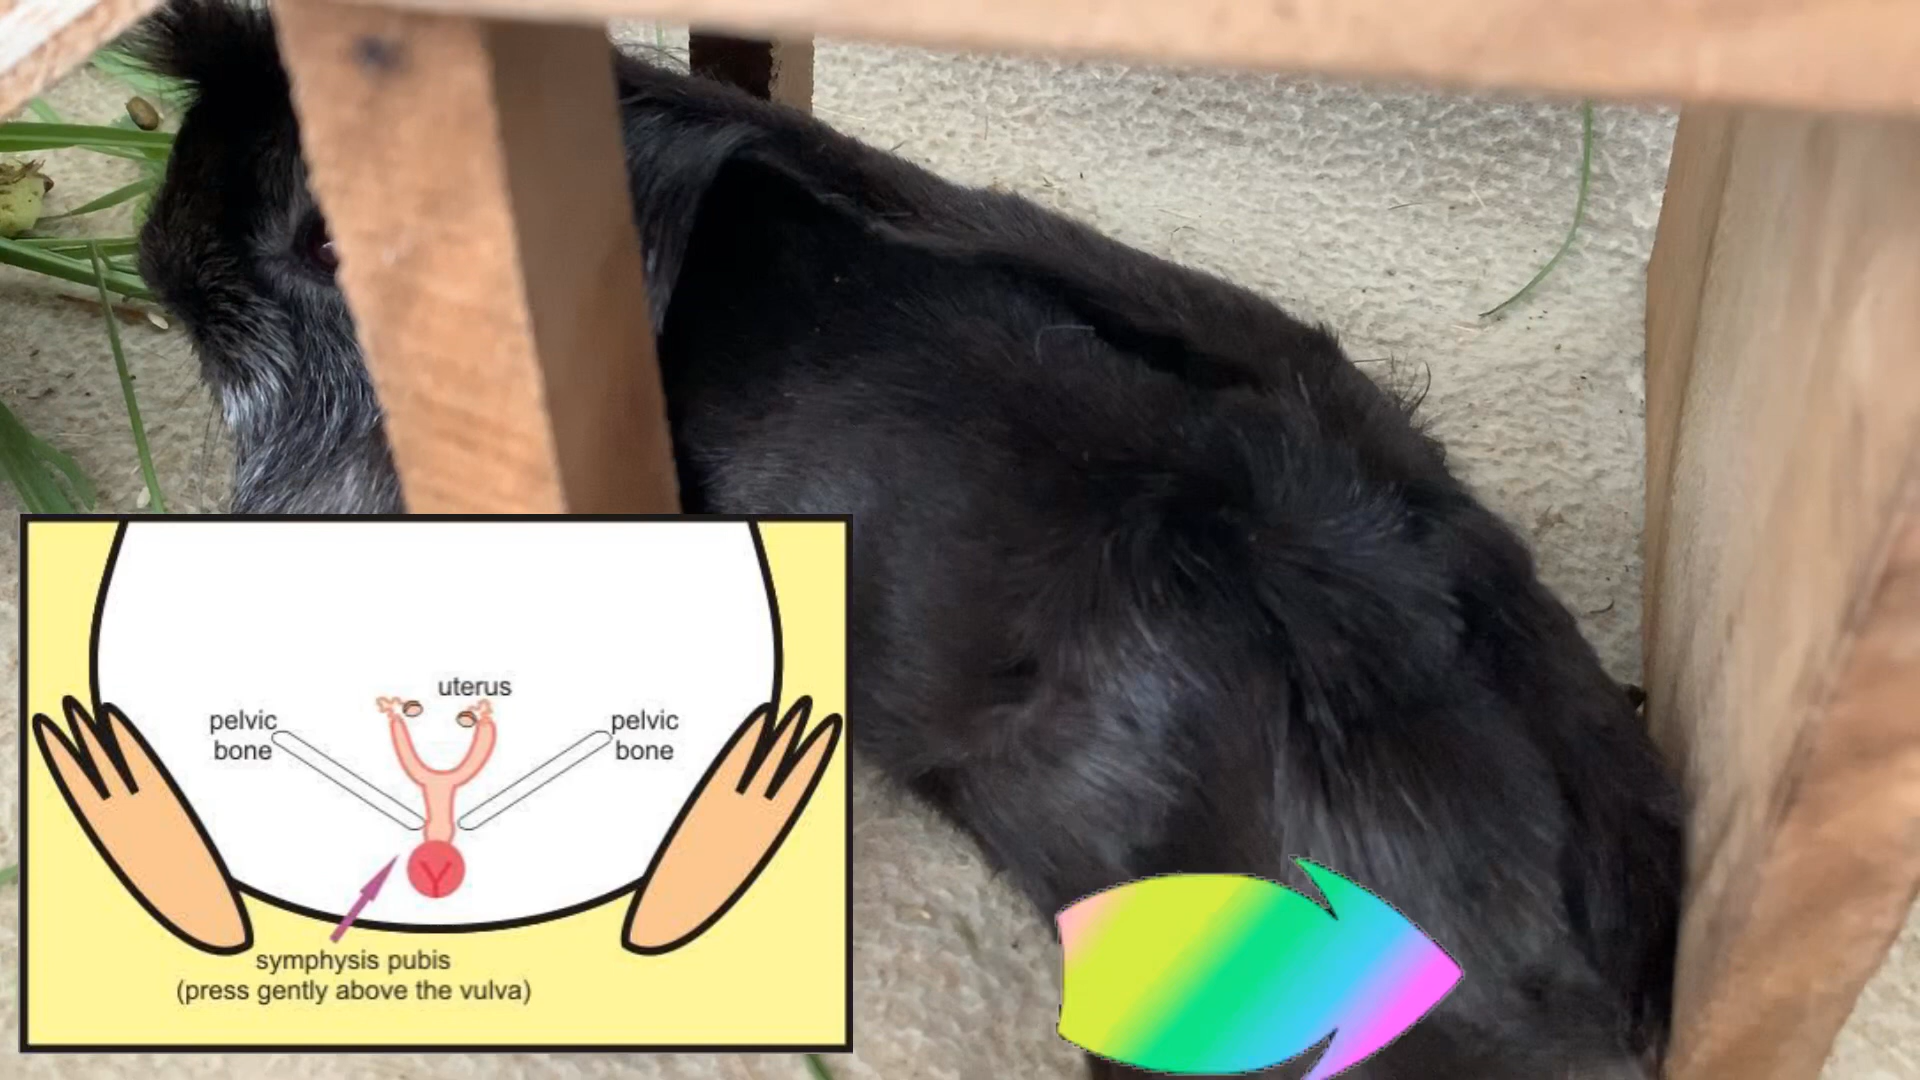 uterus
pelvic
bone
pelvic
bone
Y
symphysis pubis
(press gently above the vulva)